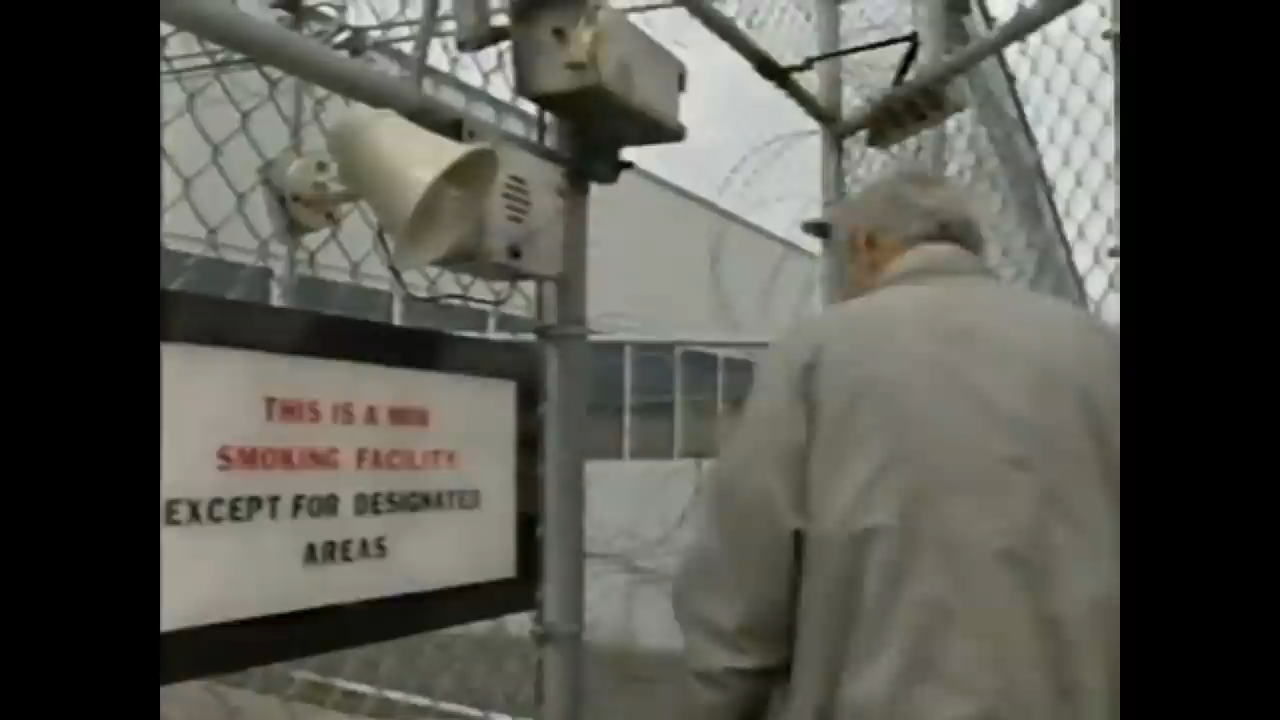 THIS IS A NON
SMOKING FACILITY
EXCEPT FOR DESIGNATED
AREAS